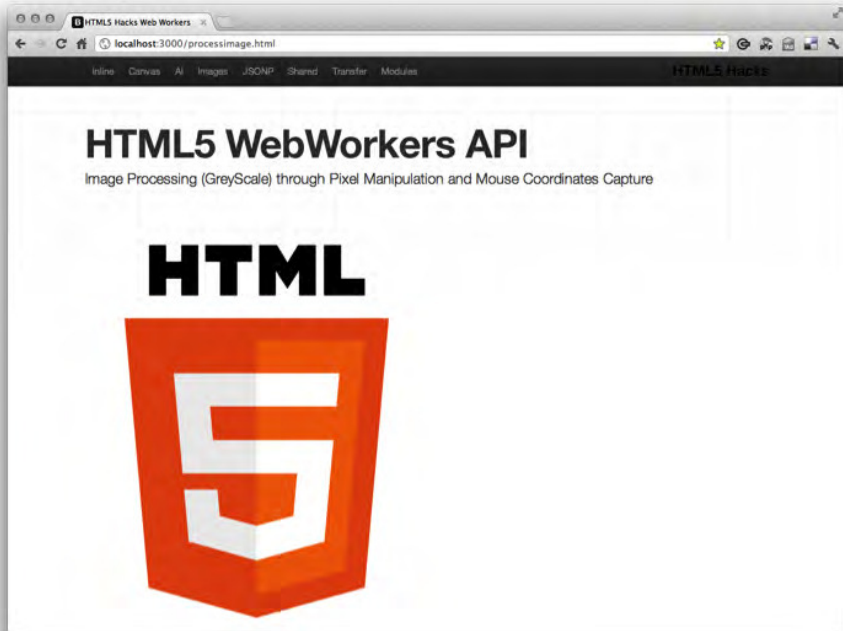 HTML5 Hacks Web Workers
localhost:3000/processimage.html
Inline Canvas AI Images JSONP Shared Transfer Modules HTML5 Hacks
HTML5 WebWorkers API
Image Processing (GreyScale) through Pixel Manipulation and Mouse Coordinates Capture
HTML
5